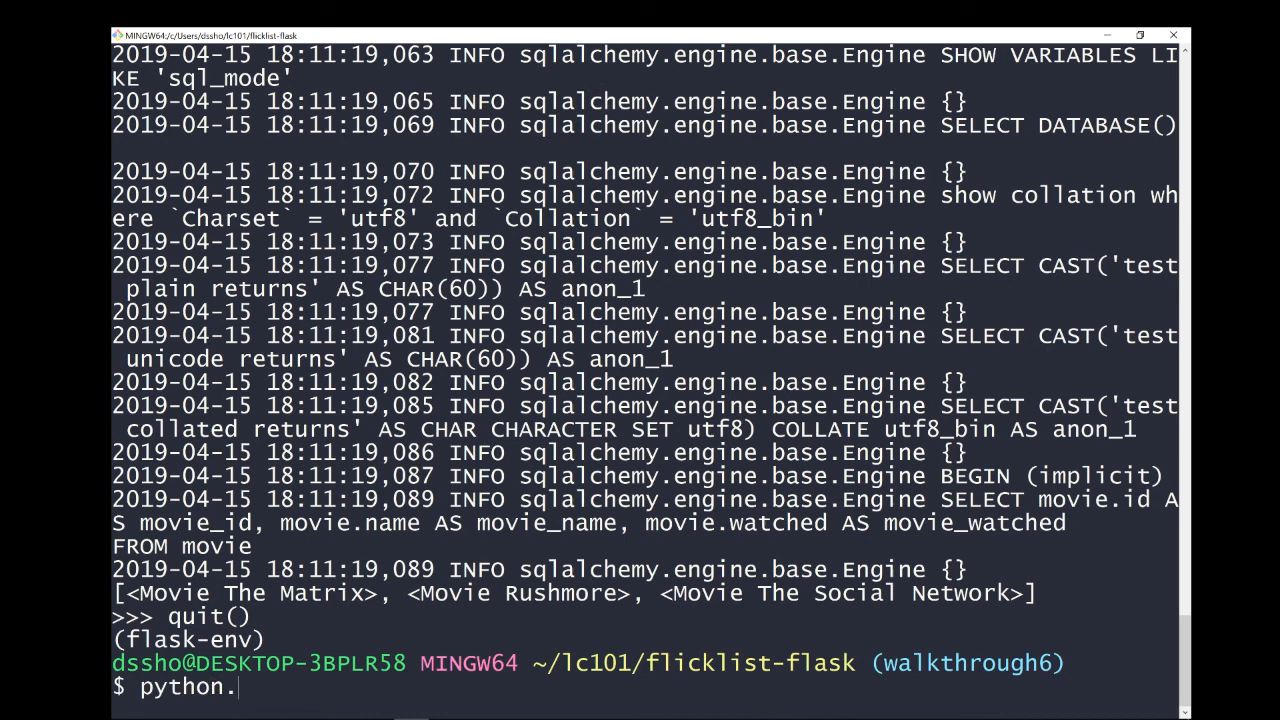 MINGW64:/c/Users/dssho/lc101/flicklist-flask
2019-04-15 18:11:19,063 INFO sqlalchemy.engine.base.Engine SHOW VARIABLES LI
KE 'sql_mode'
2019-04-15 18:11:19,065 INFO sqlalchemy.engine.base.Engine {}
2019-04-15 18:11:19,069 INFO sqlalchemy.engine.base.Engine SELECT DATABASE()
2019-04-15 18:11:19,070 INFO sqlalchemy.engine.base.Engine {}
2019-04-15 18:11:19,072 INFO sqlalchemy.engine.base.Engine show collation wh
ere `Charset` = 'utf8' and `Collation` = 'utf8_bin'
2019-04-15 18:11:19,073 INFO sqlalchemy.engine.base.Engine {}
2019-04-15 18:11:19,077 INFO sqlalchemy.engine.base.Engine SELECT CAST('test
 plain returns' AS CHAR(60)) AS anon_1
2019-04-15 18:11:19,077 INFO sqlalchemy.engine.base.Engine {}
2019-04-15 18:11:19,081 INFO sqlalchemy.engine.base.Engine SELECT CAST('test
 unicode returns' AS CHAR(60)) AS anon_1
2019-04-15 18:11:19,082 INFO sqlalchemy.engine.base.Engine {}
2019-04-15 18:11:19,085 INFO sqlalchemy.engine.base.Engine SELECT CAST('test
 collated returns' AS CHAR CHARACTER SET utf8) COLLATE utf8_bin AS anon_1
2019-04-15 18:11:19,086 INFO sqlalchemy.engine.base.Engine {}
2019-04-15 18:11:19,087 INFO sqlalchemy.engine.base.Engine BEGIN (implicit)
2019-04-15 18:11:19,089 INFO sqlalchemy.engine.base.Engine SELECT movie.id A
S movie_id, movie.name AS movie_name, movie.watched AS movie_watched
FROM movie
2019-04-15 18:11:19,089 INFO sqlalchemy.engine.base.Engine {}
[<Movie The Matrix>, <Movie Rushmore>, <Movie The Social Network>]
>>> quit()
(flask-env)
dssho@DESKTOP-3BPLR58 MINGW64 ~/lc101/flicklist-flask (walkthrough6)
$ python.